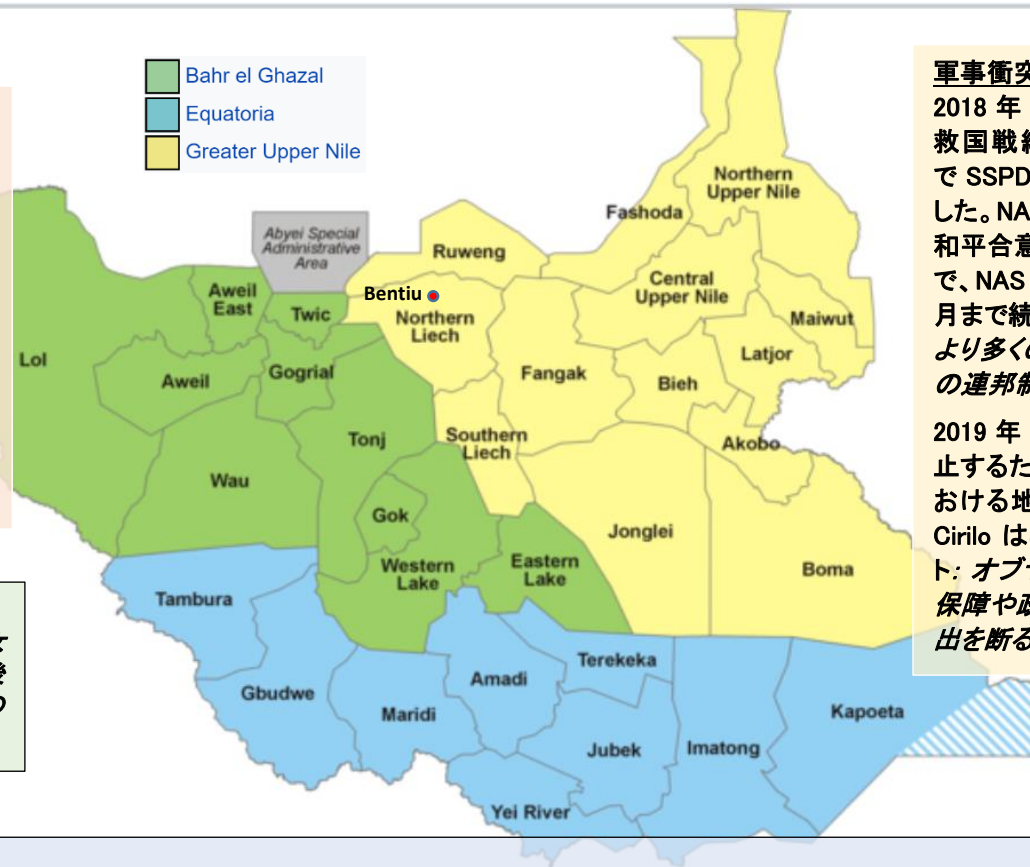 Bahr el Ghazal
Equatoria
Greater Upper Nile
Abyei Special
Administrative
Area
Northern
Upper Nile
Fashoda
Ruweng
Central
Upper Nile
Bentiu
Northern
Liech
Maiwut
Aweil
East
Twic
Lol
Aweil
Gogrial
Fangak
Bieh
Latjor
Tonj
Southern
Liech
Akobo
Wau
Gok
Jonglei
Western
Lake
Eastern
Lake
Boma
Tambura
Terekeka
Amadi
Gbudwe
Maridi
Kapoeta
Jubek
Imatong
Yei River
軍事衝突
2018 年
救国戦線
で SSPD
した。NA
和平合意
で、NAS
月まで続
より多くの
の連邦制
2019 年
止するた
おける地
Cirilo は
ト: オブ
保障や政
出を断る
後